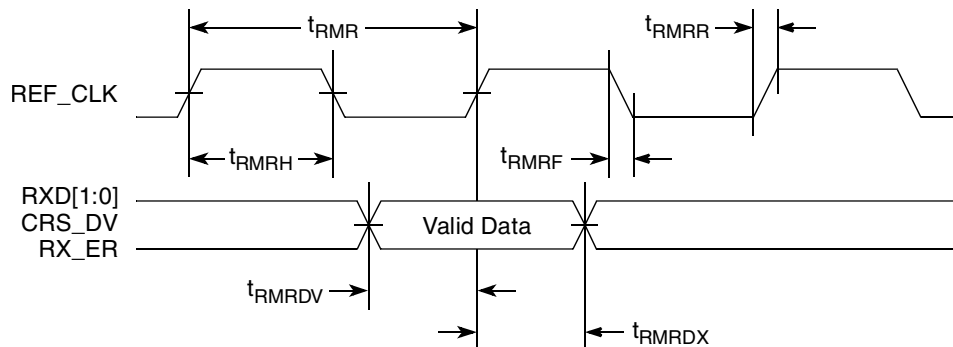 tRMR
tRMRR
REF_CLK
tRMRH
tRMRF
RXD[1:0]
CRS_DV
Valid Data
RX_ER
tRMRDV
tRMRDX